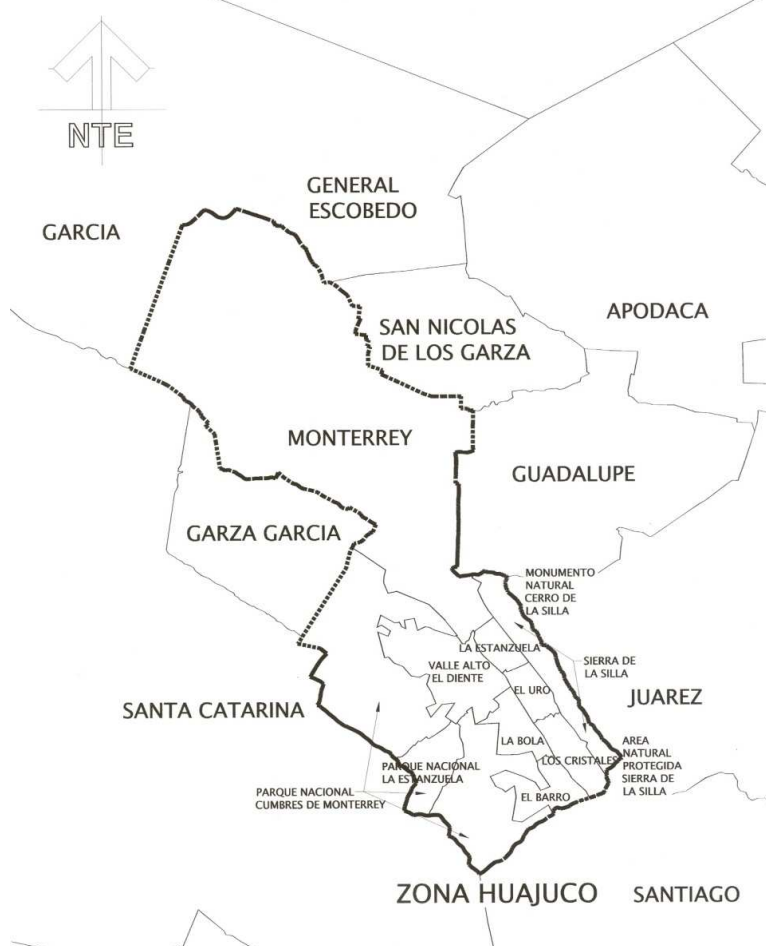 NTE
GENERAL
ESCOBEDO
GARCIA
APODACA
SAN NICOLAS
DE LOS GARZA
MONTERREY
GUADALUPE
GARZA GARCIA
MONUMENTO
NATURAL
CERRO DE
LA SILLA
LA ESTANZUELA
SIERRA DE
LA SILLA
VALLE ALTO
EL DIENTE
EL URO
JUAREZ
SANTA CATARINA
LA BOLA
AREA
NATURAL
PROTEGIDA
SIERRA DE
LA SILLA
LOS CRISTALES
PARQUE NACIONAL
LA ESTANZUELA
PARQUE NACIONAL
CUMBRES DE MONTERREY
EL BARRO
ZONA HUAJUCO
SANTIAGO